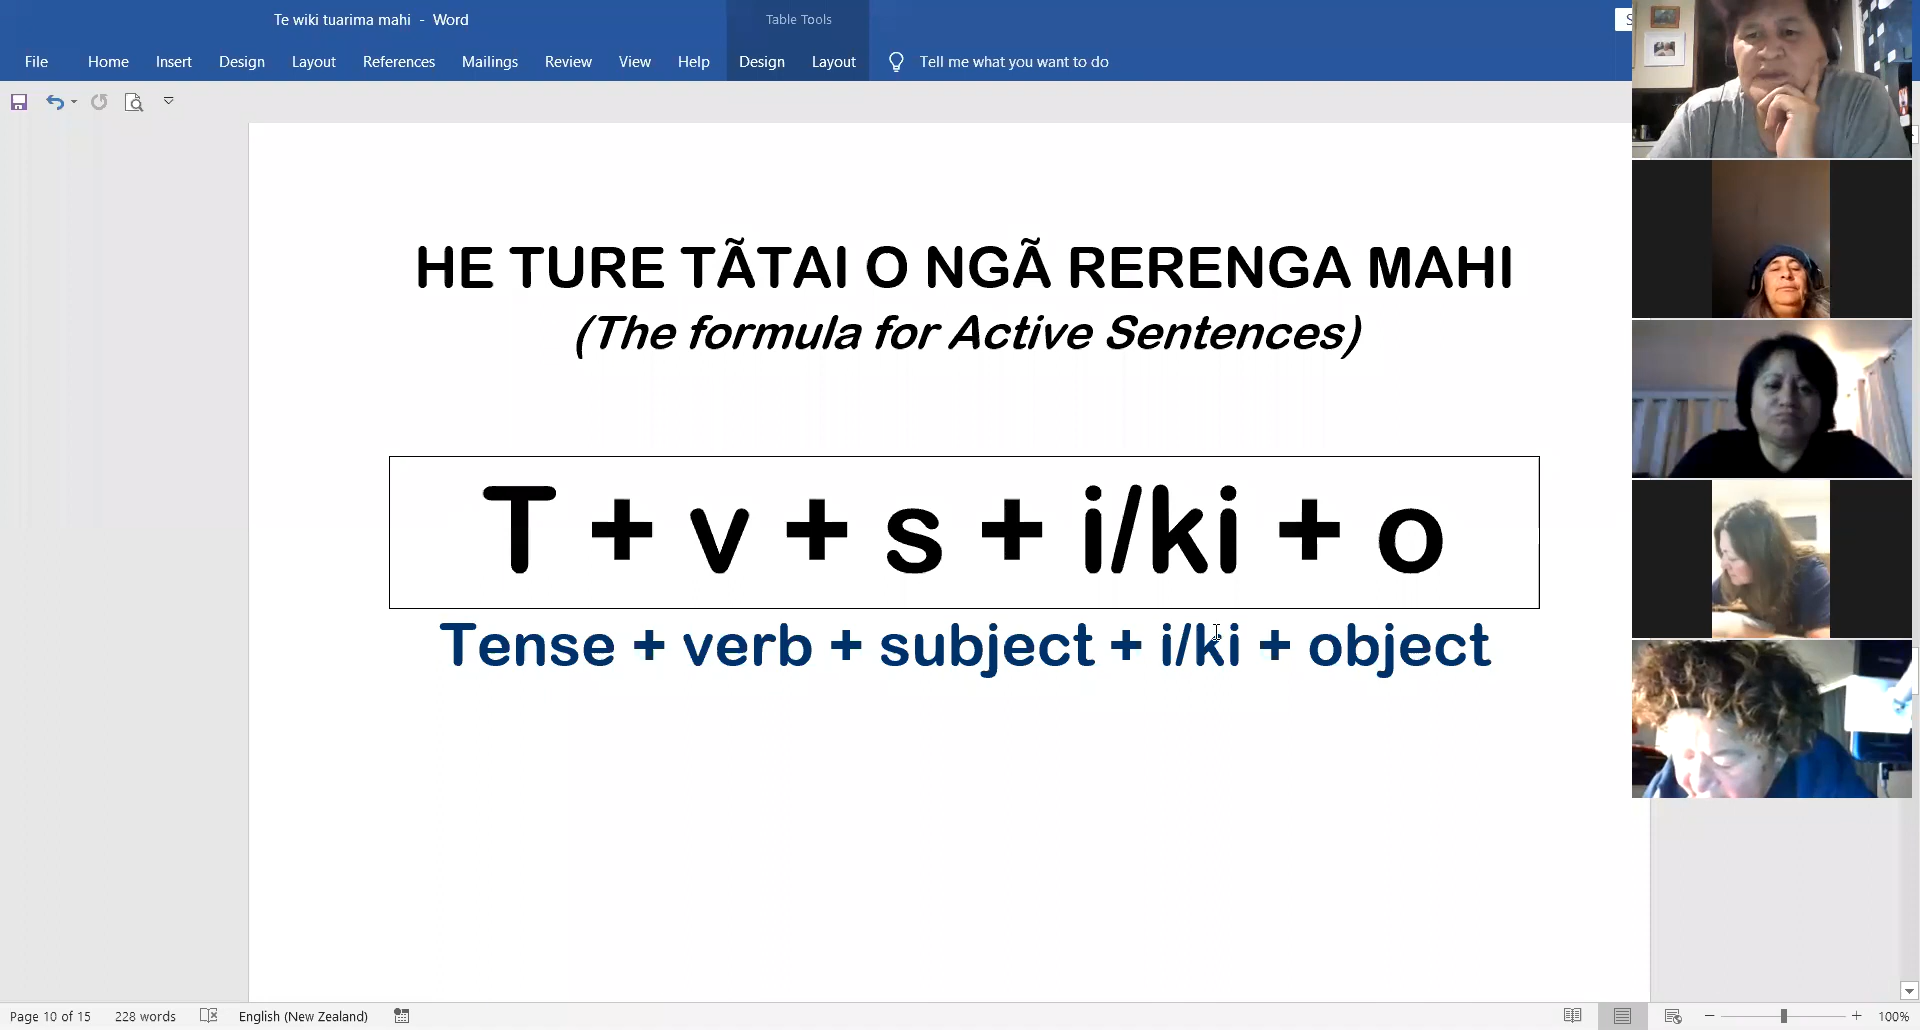 Te wiki tuarima mahi - Word
Table Tools
File Home Insert Design Layout References Mailings Review View Help Design Layout Tell me what you want to do
HE TURE TÃTAI O NGÃ RERENGA MAHI
(The formula for Active Sentences)
T + v + s + i/ki + o
Tense + verb + subject + i/ki + object
Page 10 of 15 228 words English (New Zealand) 100%